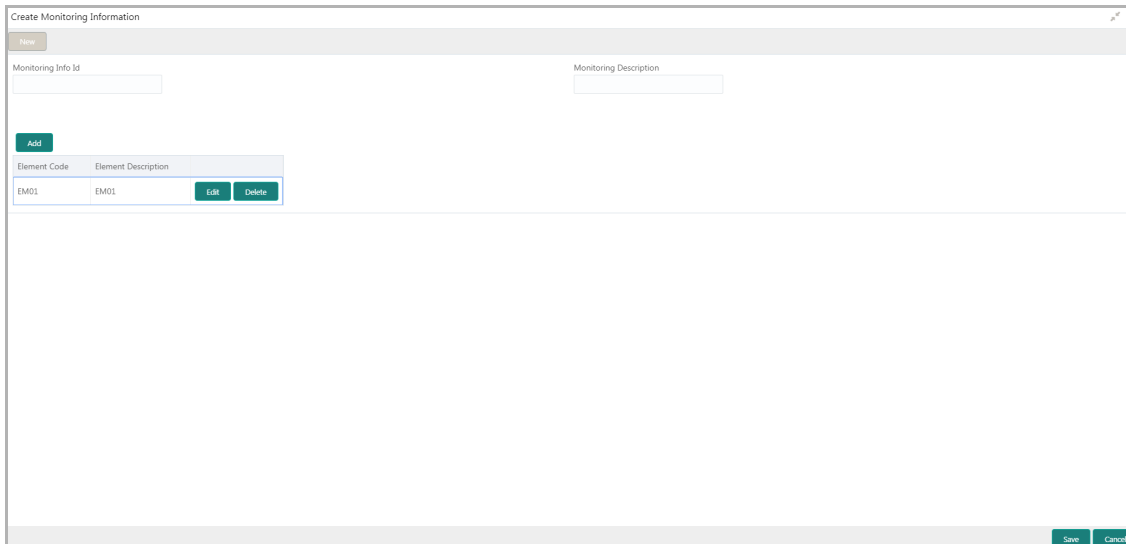 Create Monitoring Information
New
Monitoring Info Id Monitoring Description
Add
Element Code Element Description
EM01 EM01 Edit Delete
Save Cancel